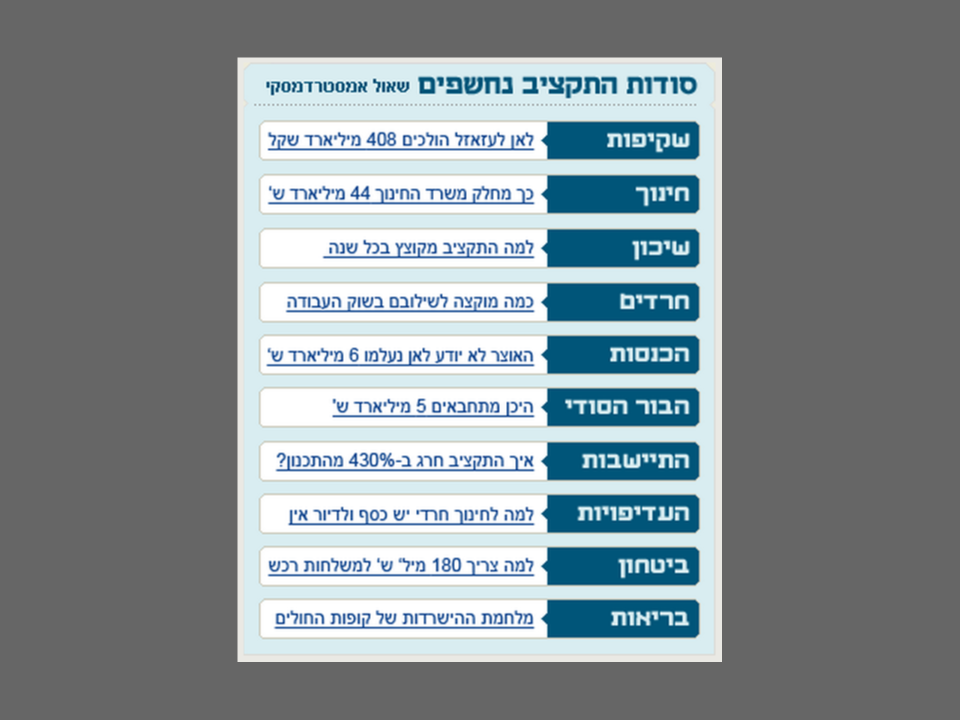 סודות התקציב נחשפים שאול אמסטרדמסקי
שקיפות לאן לעזאזל הולכים 408 מיליארד שקל
חינוך כך מחלק משרד החינוך 44 מיליארד ש'
שיכון למה התקציב מקוצץ בכל שנה
חרדים כמה מוקצה לשילובם בשוק העבודה
הכנסות האוצר לא יודע לאן נעלמו 6 מיליארד ש'
הבור הסודי היכן מתחבאים 5 מיליארד ש'
התיישבות איך התקציב חרג ב-430% מהתכנון?
העדיפויות למה לחינוך חרדי יש כסף ולדיור אין
ביטחון למה צריך 180 מיל' ש' למשלחות רכש
בריאות מלחמת ההישרדות של קופות החולים